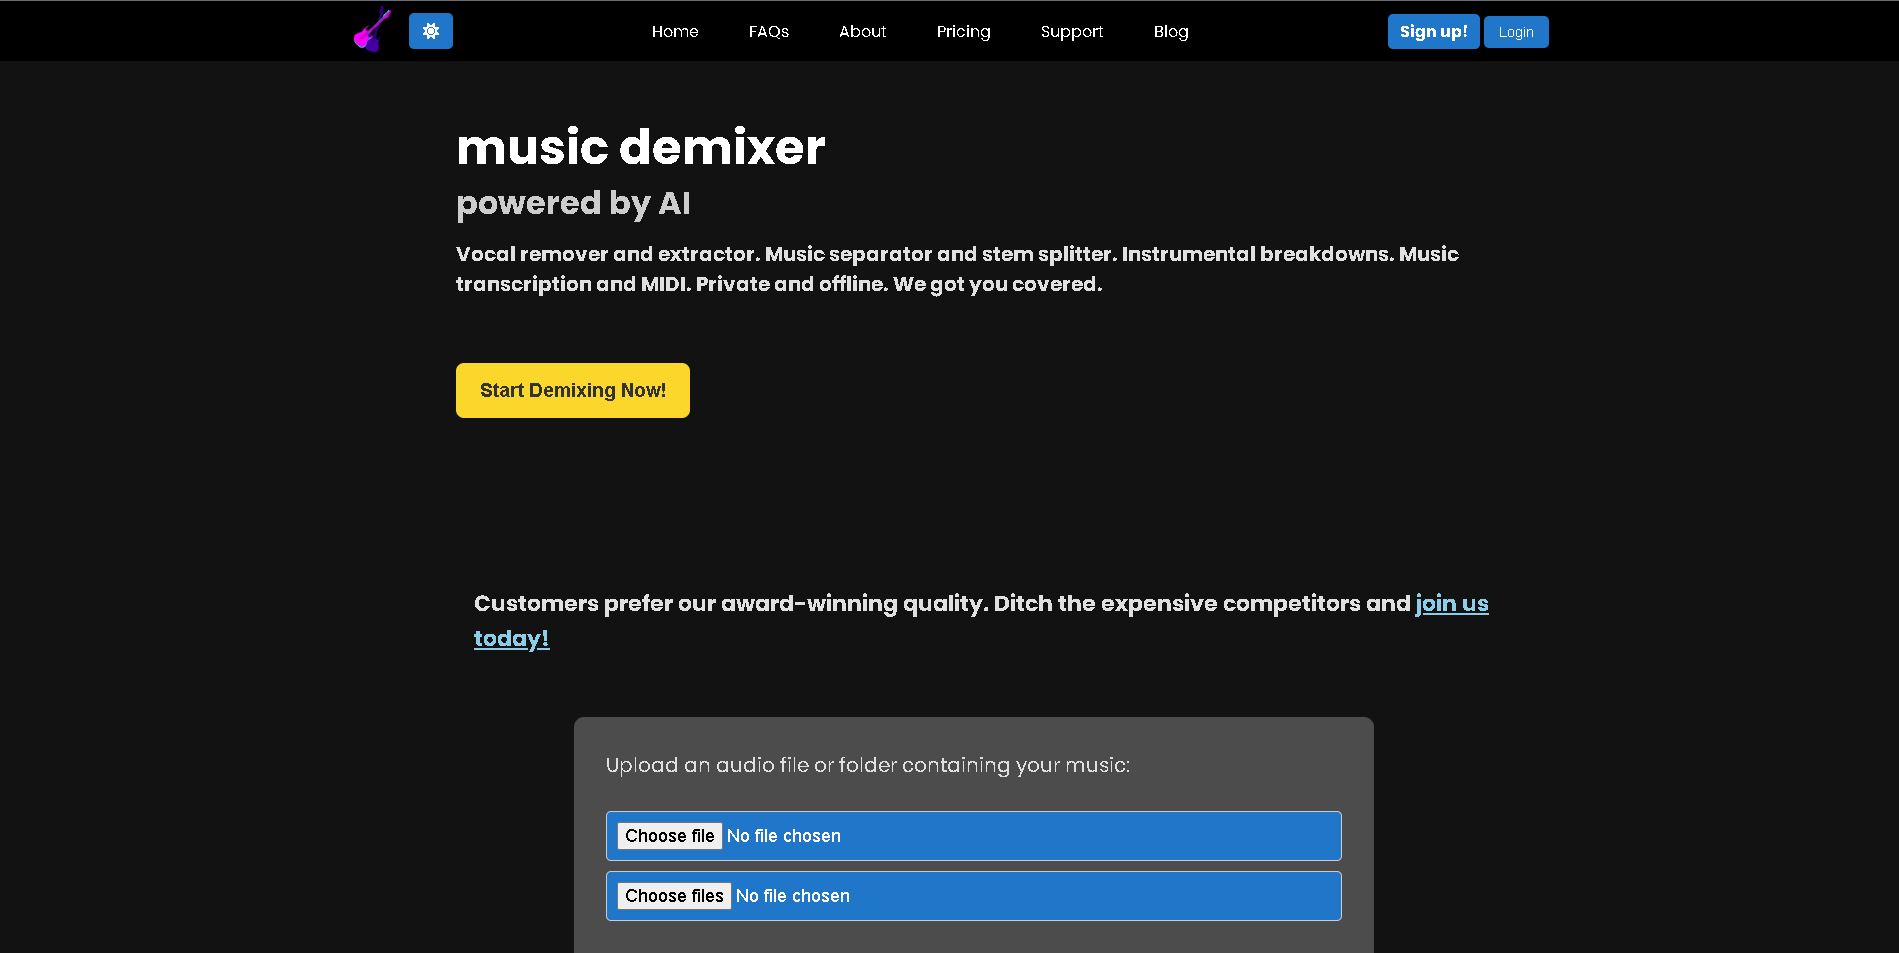 Home FAQs About Pricing Support Blog Sign up! Login
music demixer
powered by AI
Vocal remover and extractor. Music separator and stem splitter. Instrumental breakdowns. Music
transcription and MIDI. Private and offline. We got you covered.
Start Demixing Now!
Customers prefer our award-winning quality. Ditch the expensive competitors and join us
today!
Upload an audio file or folder containing your music:
Choose file No file chosen
Choose files No file chosen